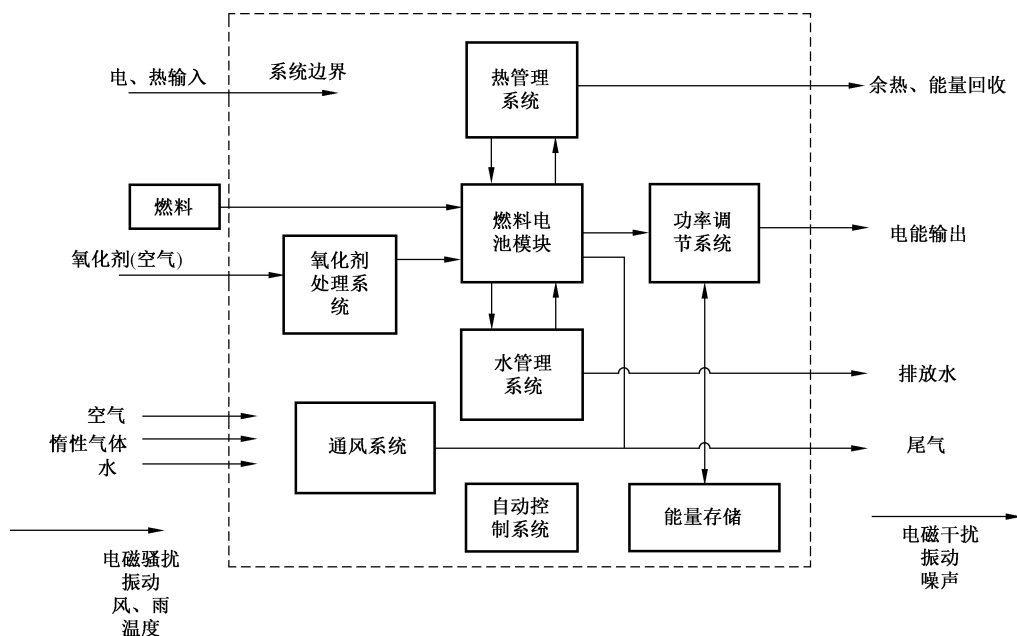 电、热输入
系统边界
热管理
系统
余热、能量回收
燃料
燃料电
池模块
功率调
节系统
电能输出
氧化剂(空气)
氧化剂
处理系
统
水管理
系统
排放水
空气
惰性气体
水
通风系统
尾气
自动控
制系统
能量存储
电磁骚扰
振动
风、雨
温度
电磁干扰
振动
噪声